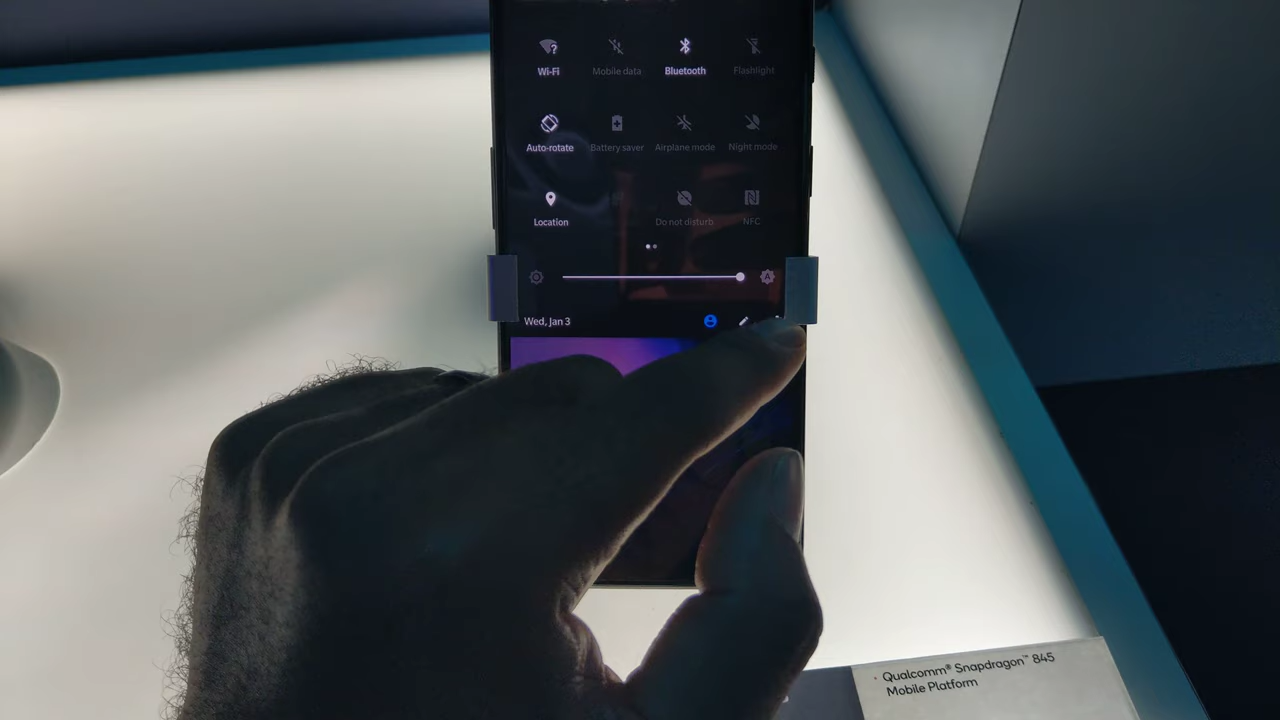 Wi-Fi Mobile data Bluetooth Flashlight
Auto-rotate Battery saver Airplane mode Night mode
Location Do not disturb NFC
A
Wed, Jan 3
Qualcomm® Snapdragon™ 845
Mobile Platform